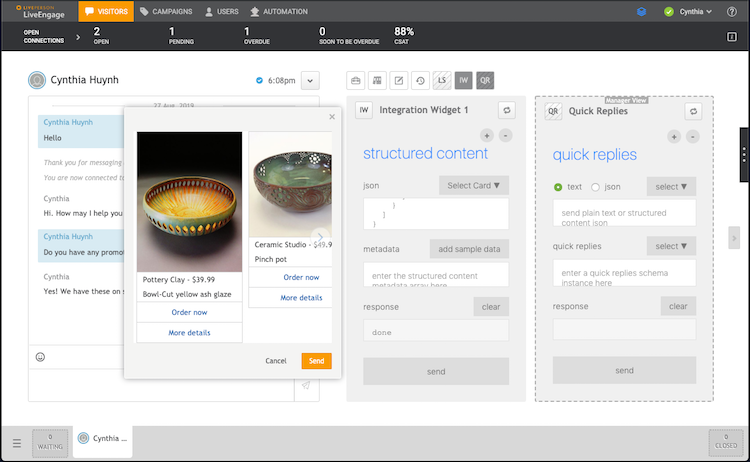 LIVEPERSON
LiveEngage
VISITORS
CAMPAIGNS
USERS
AUTOMATION
Cynthia
OPEN
CONNECTIONS
2
OPEN
1
PENDING
1
OVERDUE
0
SOON TO BE OVERDUE
88%
CSAT
Cynthia Huynh
6:08pm
LS
IW
QR
27 Aug, 2019
Cynthia Huynh
Hello
Thank you for messaging
You are now connected to
Cynthia
Hi. How may I help you
Cynthia Huynh
Do you have any promot
Cynthia
Yes! We have these on s
Pottery Clay - $39.99
Bowl-Cut yellow ash glaze
Order now
More details
Ceramic Studio - $49.9
Pinch pot
Order now
More details
Cancel
Send
IW
Integration Widget 1
structured content
json
Select Card ▼
}
]
}
metadata
add sample data
enter the structured content
metadata array here
response
clear
done
send
Manager View
QR
Quick Replies
quick replies
text
json
select ▼
send plain text or structured
content json
quick replies
select ▼
enter a quick replies schema
instance here
response
clear
send
0
WAITING
Cynthia ...
0
CLOSED